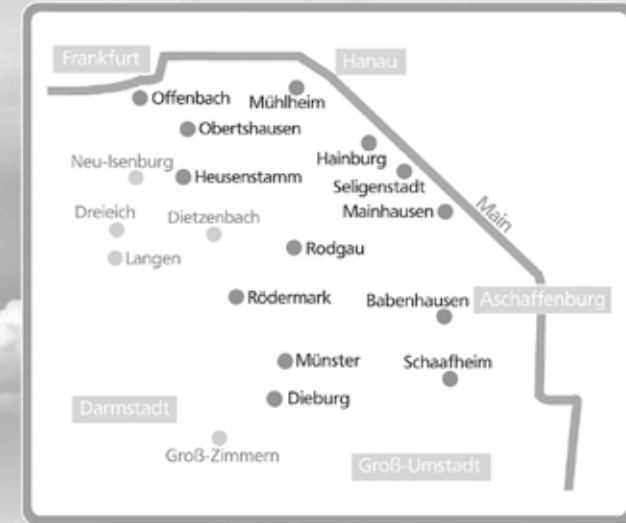 Frankfurt
Hanau
Offenbach
Mühlheim
Obertshausen
Hainburg
Neu-Isenburg
Heusenstamm
Seligenstadt
Mainhausen
Main
Dreieich
Dietzenbach
Rodgau
Langen
Rödermark
Babenhausen
Aschaffenburg
Münster
Schaafheim
Dieburg
Darmstadt
Groß-Zimmern
Groß-Umstadt